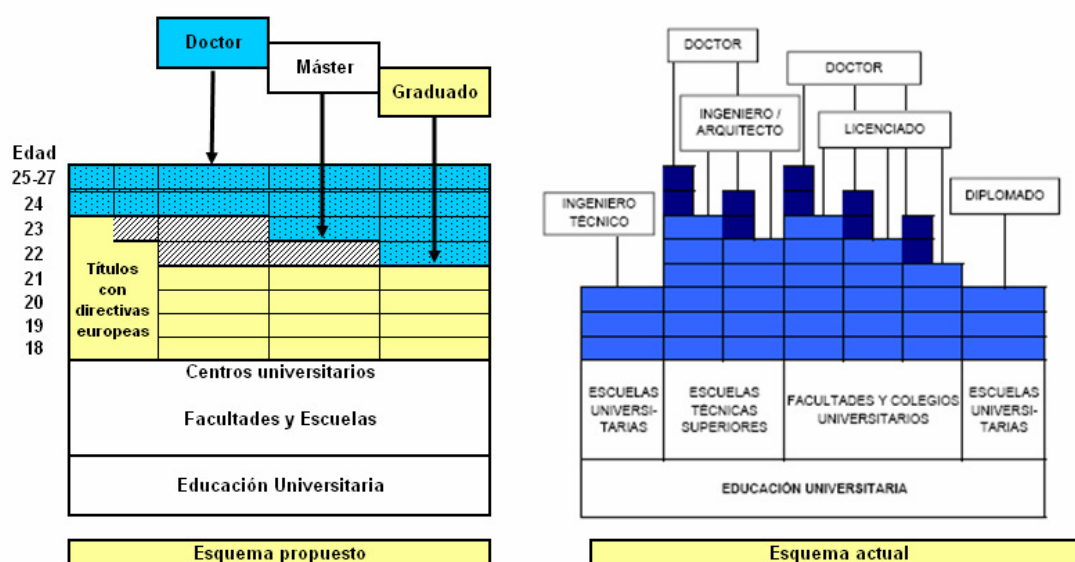 Doctor
Máster
Graduado
Edad
25-27
24
23
22
21
20
19
18
Títulos
con
directivas
europeas
Centros universitarios
Facultades y Escuelas
Educación Universitaria
Esquema propuesto
DOCTOR
DOCTOR
INGENIERO /
ARQUITECTO
LICENCIADO
INGENIERO
TÉCNICO
DIPLOMADO
ESCUELAS
UNIVERSI-
TARIAS
ESCUELAS
TÉCNICAS
SUPERIORES
FACULTADES Y COLEGIOS
UNIVERSITARIOS
ESCUELAS
UNIVERSI-
TARIAS
EDUCACIÓN UNIVERSITARIA
Esquema actual